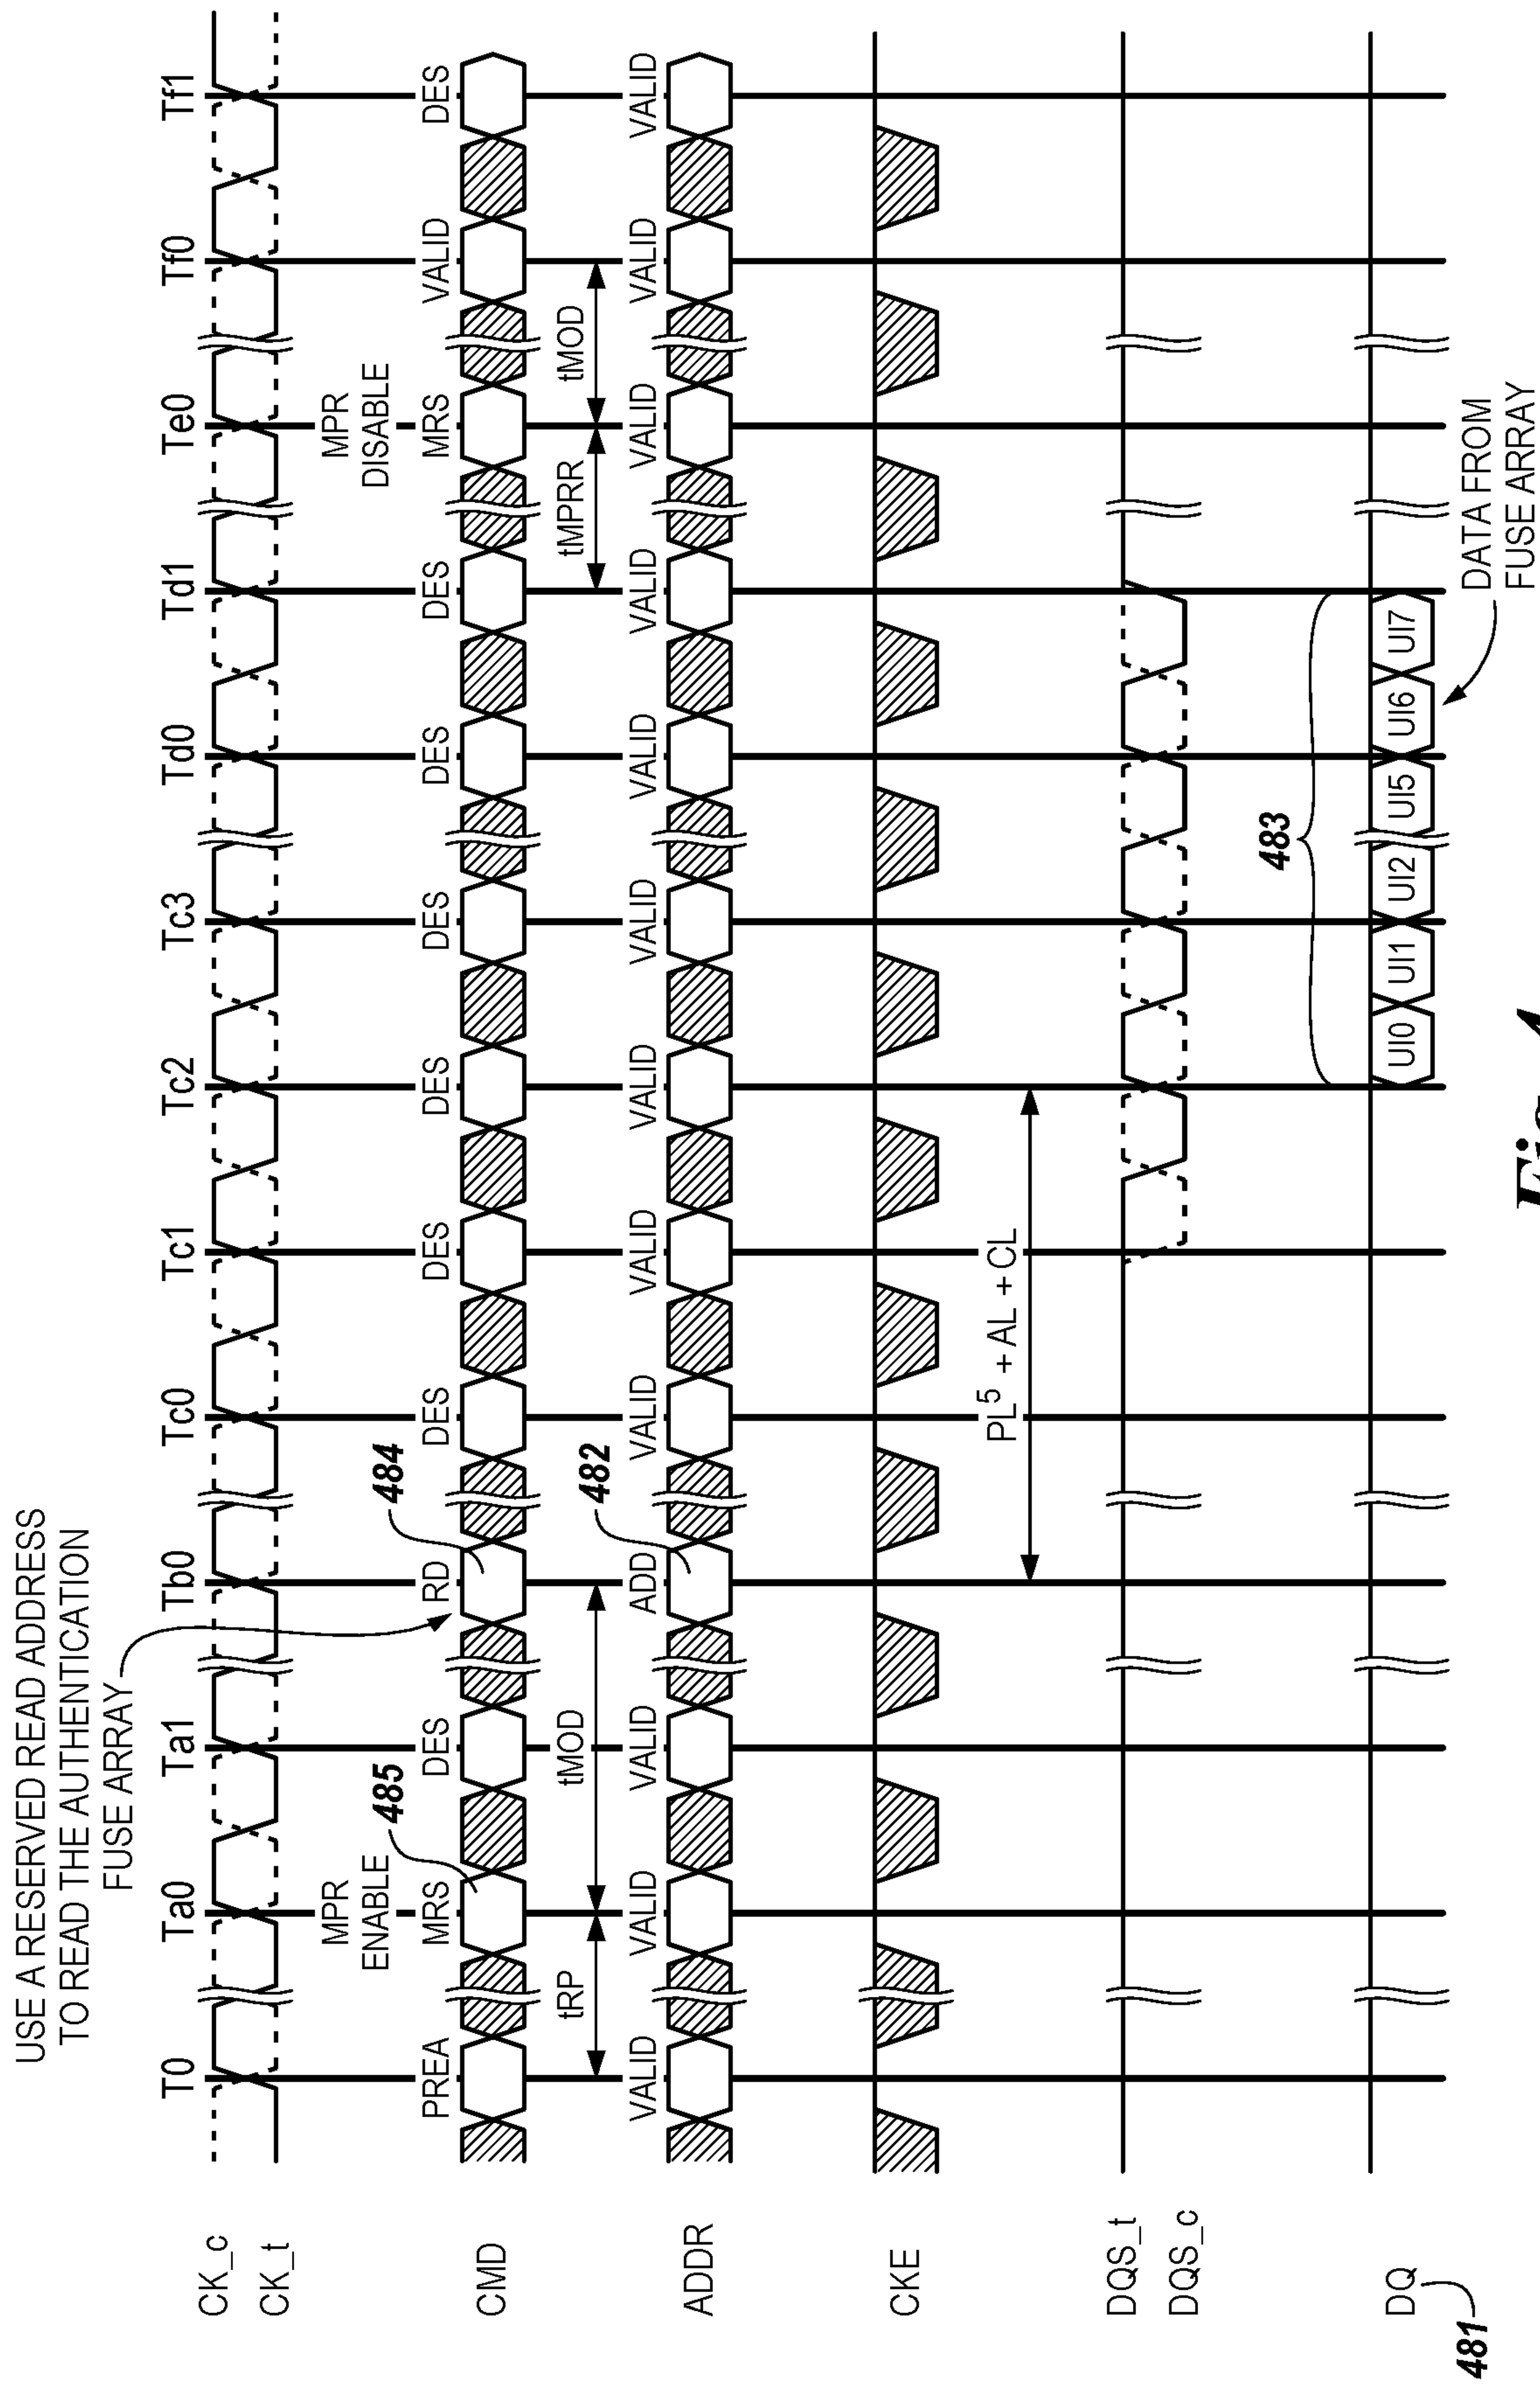 USE A RESERVED READ ADDRESS
TO READ THE AUTHENTICATION
FUSE ARRAY
T0 Ta0 Ta1 Tb0 Tc0 Tc1 Tc2 Tc3 Td0 Td1 Te0 Tf0 Tf1
CK_c
CK_t
MPR
ENABLE
MPR
DISABLE
485
484
CMD PREA MRS DES RD DES DES DES DES DES DES MRS VALID DES
tRP tMOD tMPRR tMOD
482
ADDR VALID VALID VALID ADD VALID VALID VALID VALID VALID VALID VALID VALID VALID
CKE
PL5 + AL + CL
DQS_t
DQS_c
483
DQ UI0 UI1 UI2 UI5 UI6 UI7
481
DATA FROM
FUSE ARRAY